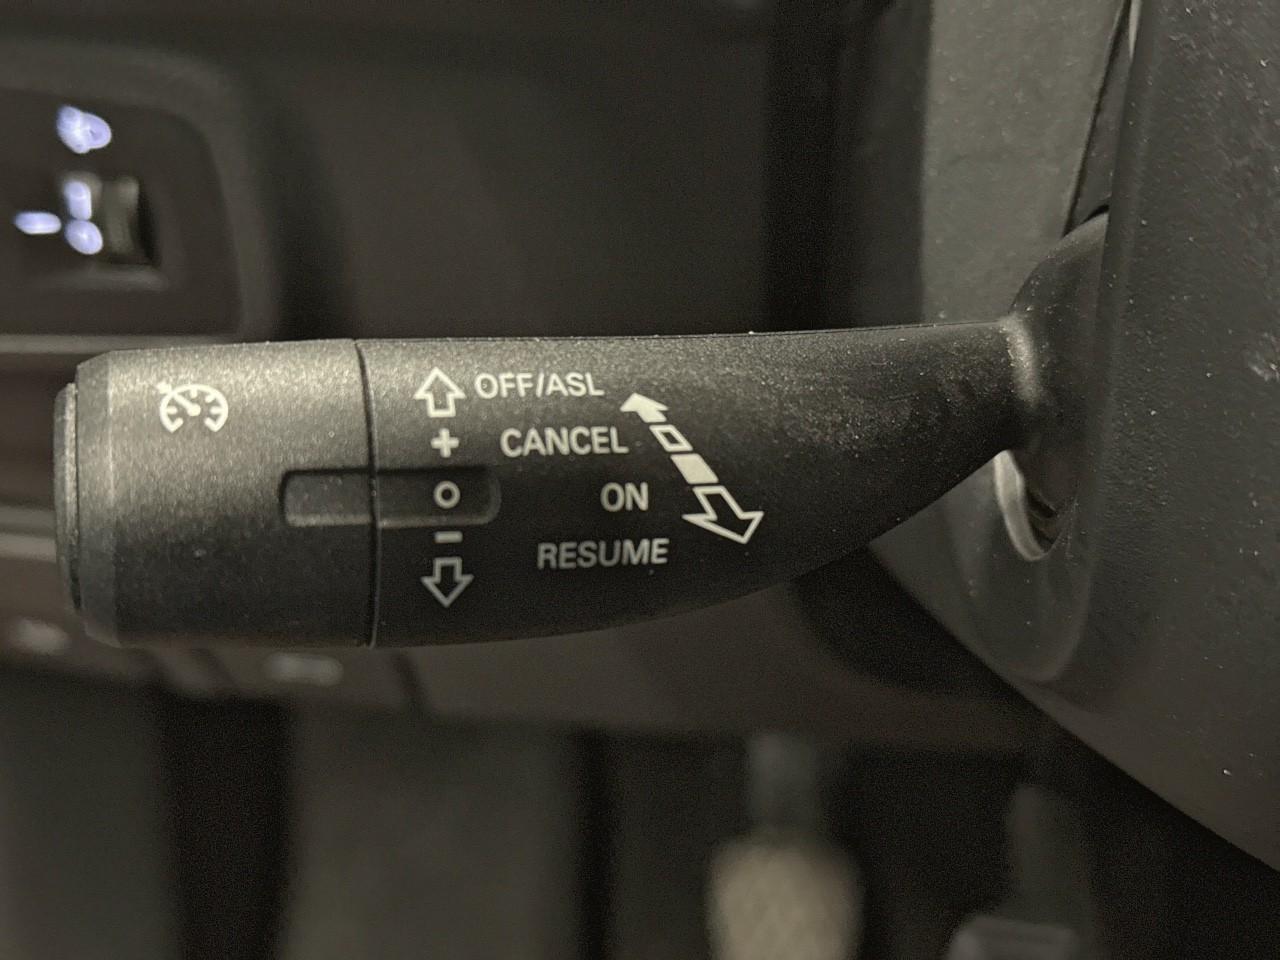 OFF/ASL
+ CANCEL
O ON
- RESUME